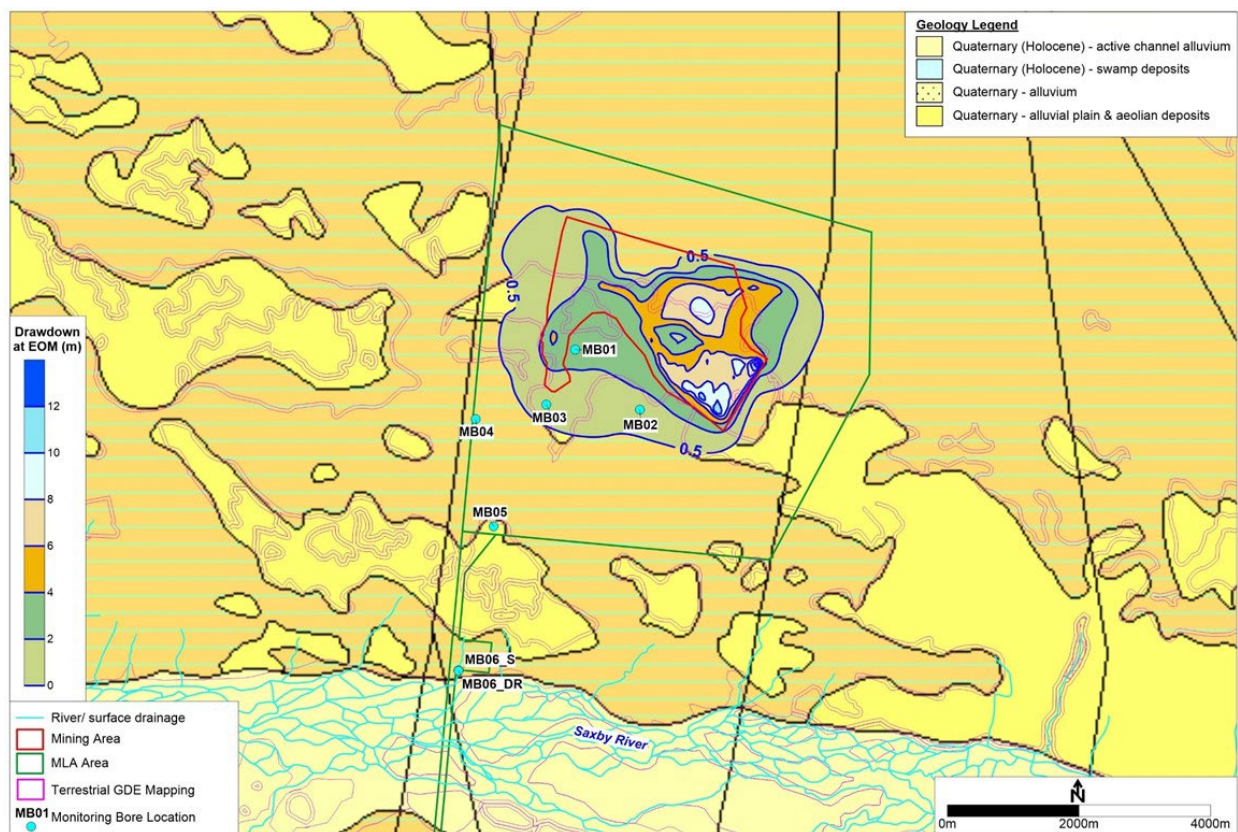 Geology Legend
Quaternary (Holocene) - active channel alluvium
Quaternary (Holocene) - swamp deposits
Quaternary - alluvium
Quaternary - alluvial plain & aeolian deposits
0.5
0.5
Drawdown
at EOM (m)
12
10
8
6
4
2
0
MB01
MB03
MB02
MB04
0.5
MB05
MB06_S
MB06_DR
Saxby River
River/ surface drainage
Mining Area
MLA Area
Terrestrial GDE Mapping
MB01 Monitoring Bore Location
N
0m 2000m 4000m